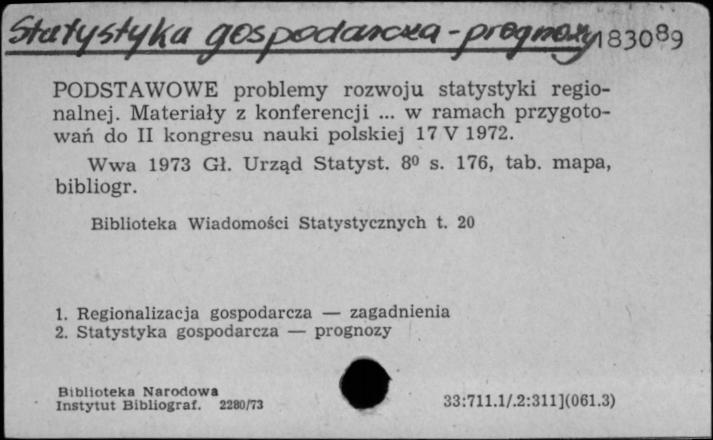 Statystyka gospodarcza - prognozy 183089
PODSTAWOWE problemy rozwoju statystyki regio-
nalnej. Materiały z konferencji ... w ramach przygoto-
wań do II kongresu nauki polskiej 17 V 1972.
Wwa 1973 Gł. Urząd Statyst. 8⁰ s. 176, tab. mapa,
bibliogr.
Biblioteka Wiadomości Statystycznych t. 20
1. Regionalizacja gospodarcza — zagadnienia
2. Statystyka gospodarcza — prognozy
Biblioteka Narodowa
Instytut Bibliograf. 2280/73
33:711.1/.2:311](061.3)